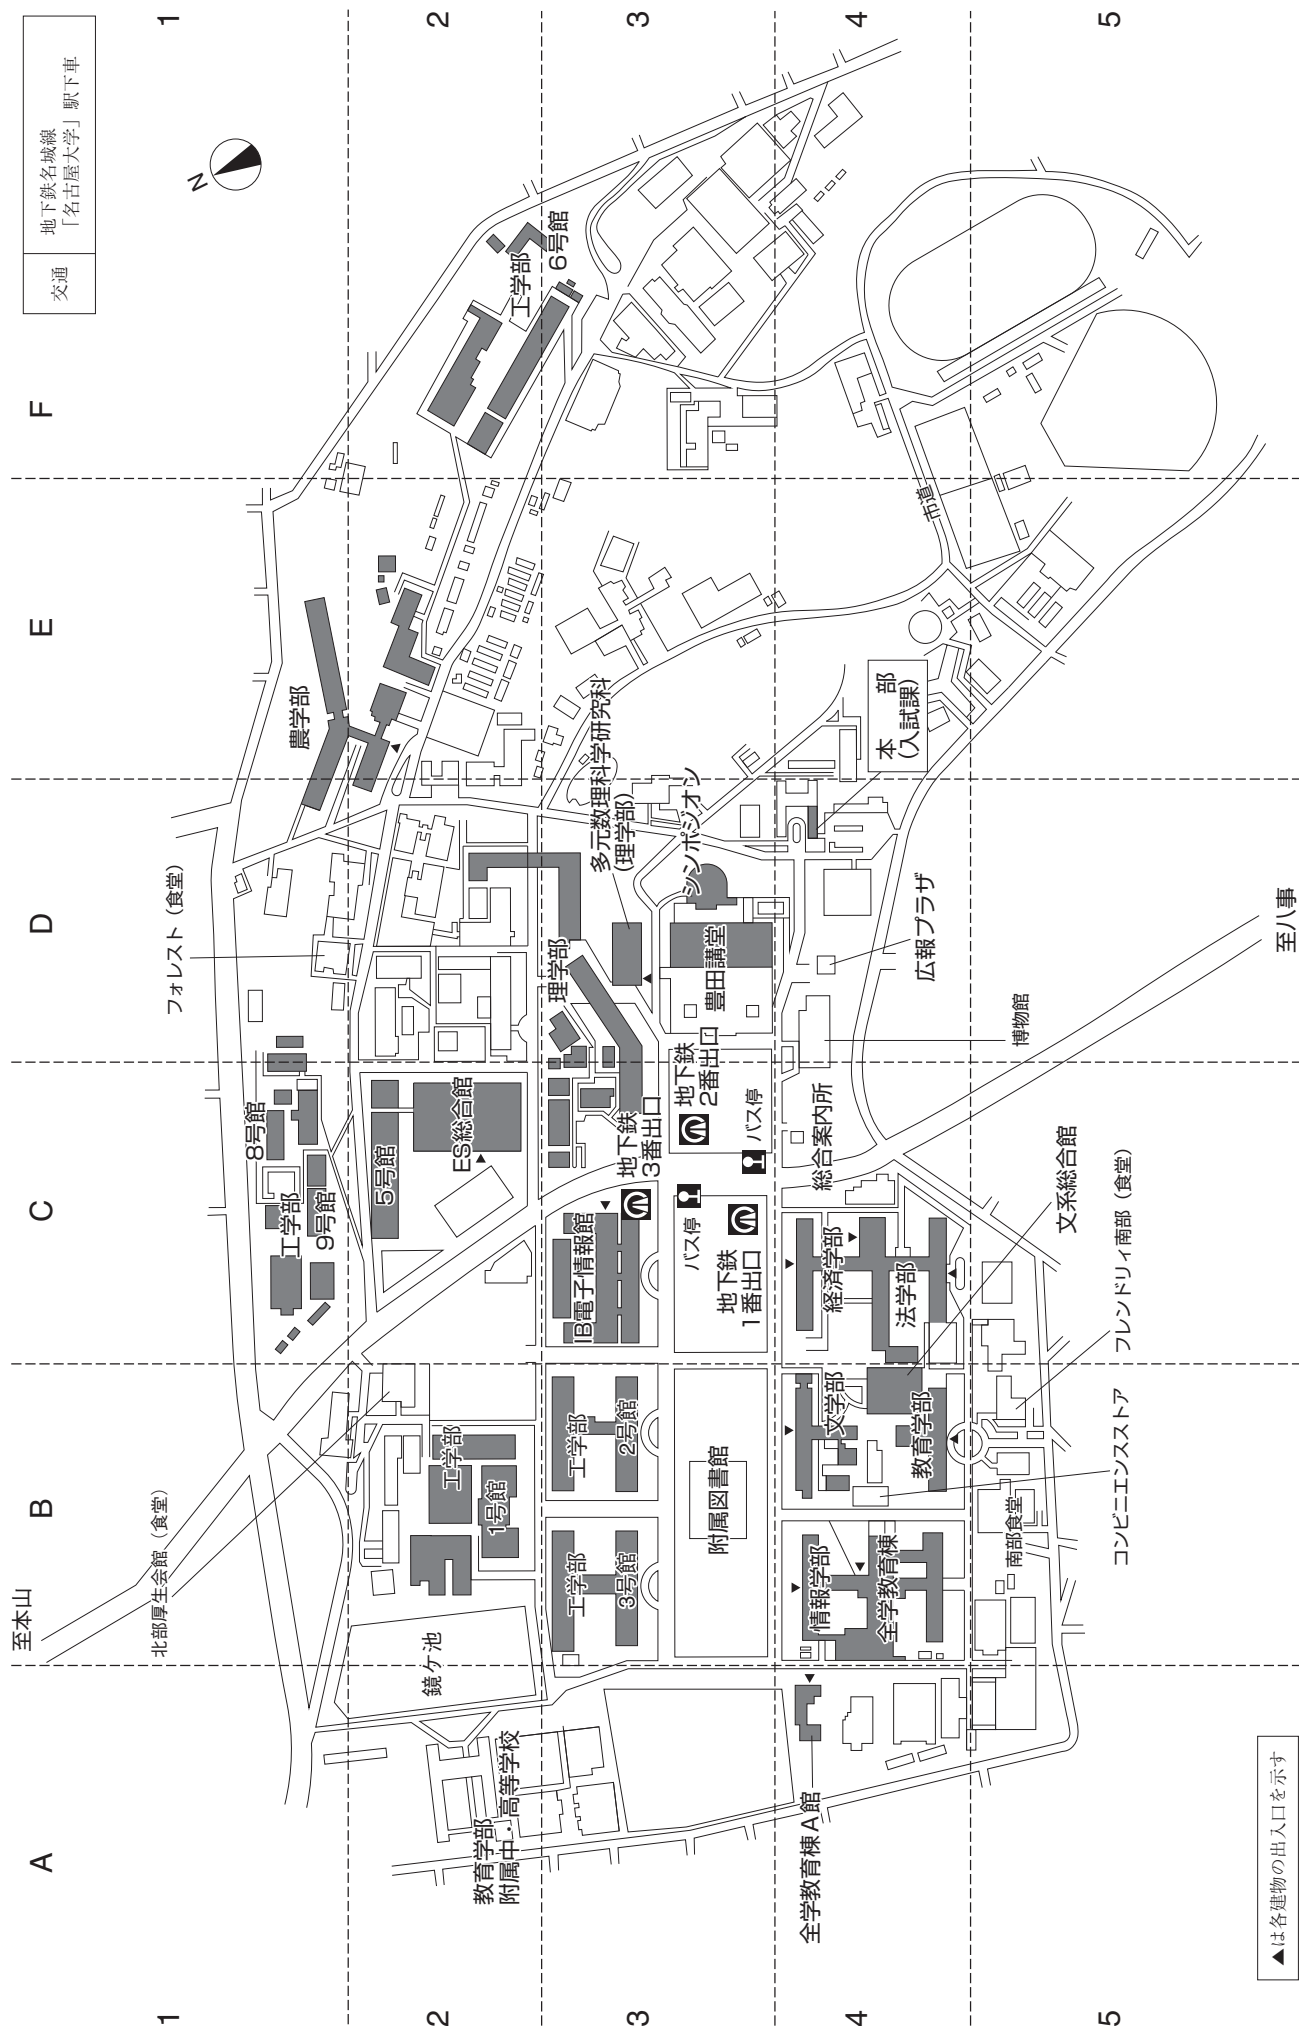 A
B
C
D
E
F
1
2
3
4
5
1
2
3
4
5
交通
地下鉄名城線
「名古屋大学」駅下車
N
至本山
北部厚生会館（食堂）
フォレスト（食堂）
農学部
工学部
6号館
8号館
工学部
9号館
5号館
ES総合館
理学部
多元数理科学研究科
（理学部）
シンポジオン
豊田講堂
地下鉄
2番出口
地下鉄
3番出口
バス停
バス停
地下鉄
1番出口
IB電子情報館
工学部
1号館
工学部
2号館
工学部
3号館
附属図書館
鏡ケ池
教育学部
附属中・高等学校
全学教育棟A館
情報学部
全学教育棟
文学部
教育学部
経済学部
法学部
総合案内所
本部
（入試課）
市道
広報プラザ
博物館
至八事
文系総合館
フレンドリィ南部（食堂）
コンビニエンスストア
南部食堂
▲は各建物の出入口を示す